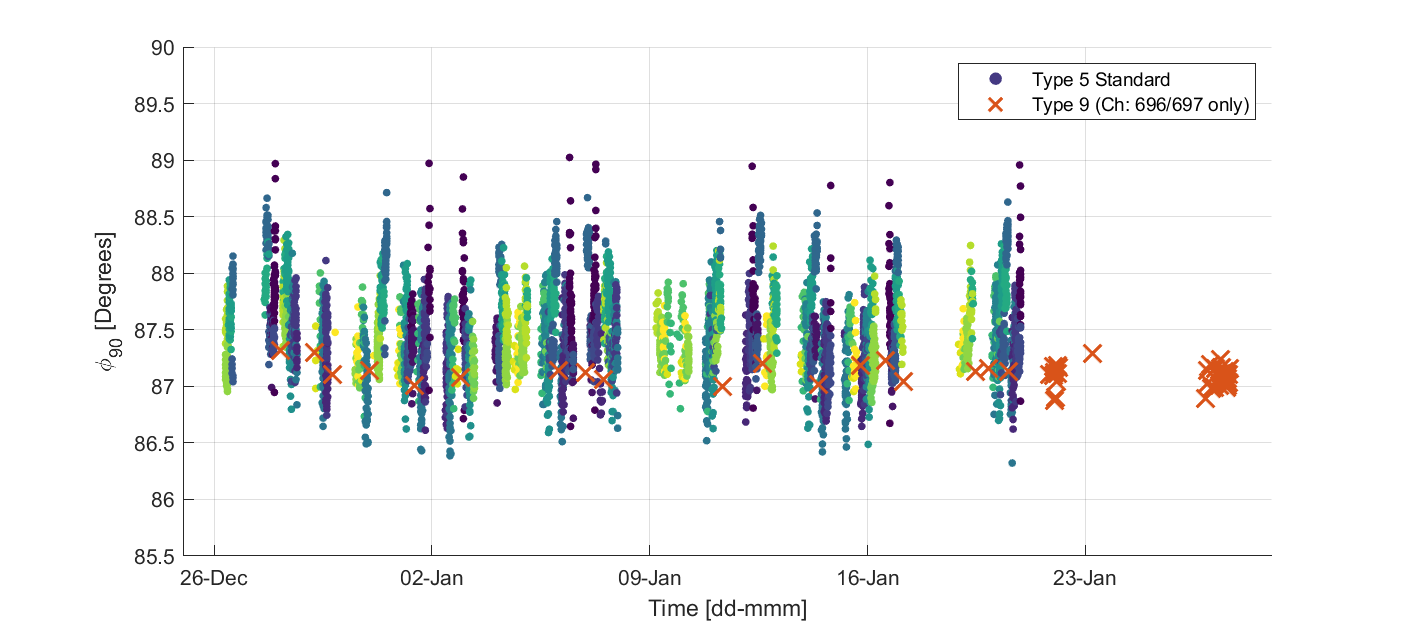 90
89.5
89
88.5
88
87.5
87
86.5
86
85.5
ϕ90 [Degrees]
26-Dec
02-Jan
09-Jan
16-Jan
23-Jan
Time [dd-mmm]
Type 5 Standard
Type 9 (Ch: 696/697 only)